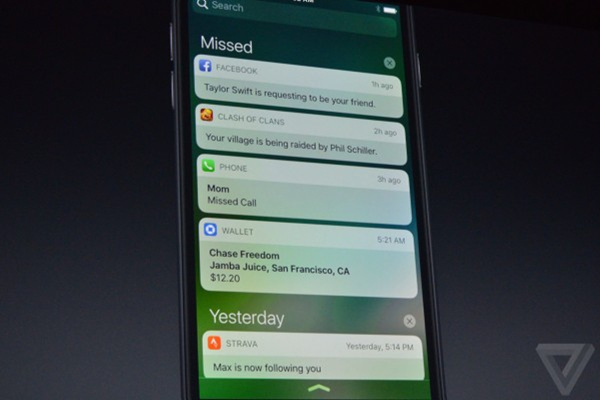 Search
Missed
FACEBOOK
1h ago
Taylor Swift is requesting to be your friend.
CLASH OF CLANS
2h ago
Your village is being raided by Phil Schiller.
PHONE
3h ago
Mom
Missed Call
WALLET
5:21 AM
Chase Freedom
Jamba Juice, San Francisco, CA
$12.20
Yesterday
STRAVA
Yesterday, 5:14 PM
Max is now following you